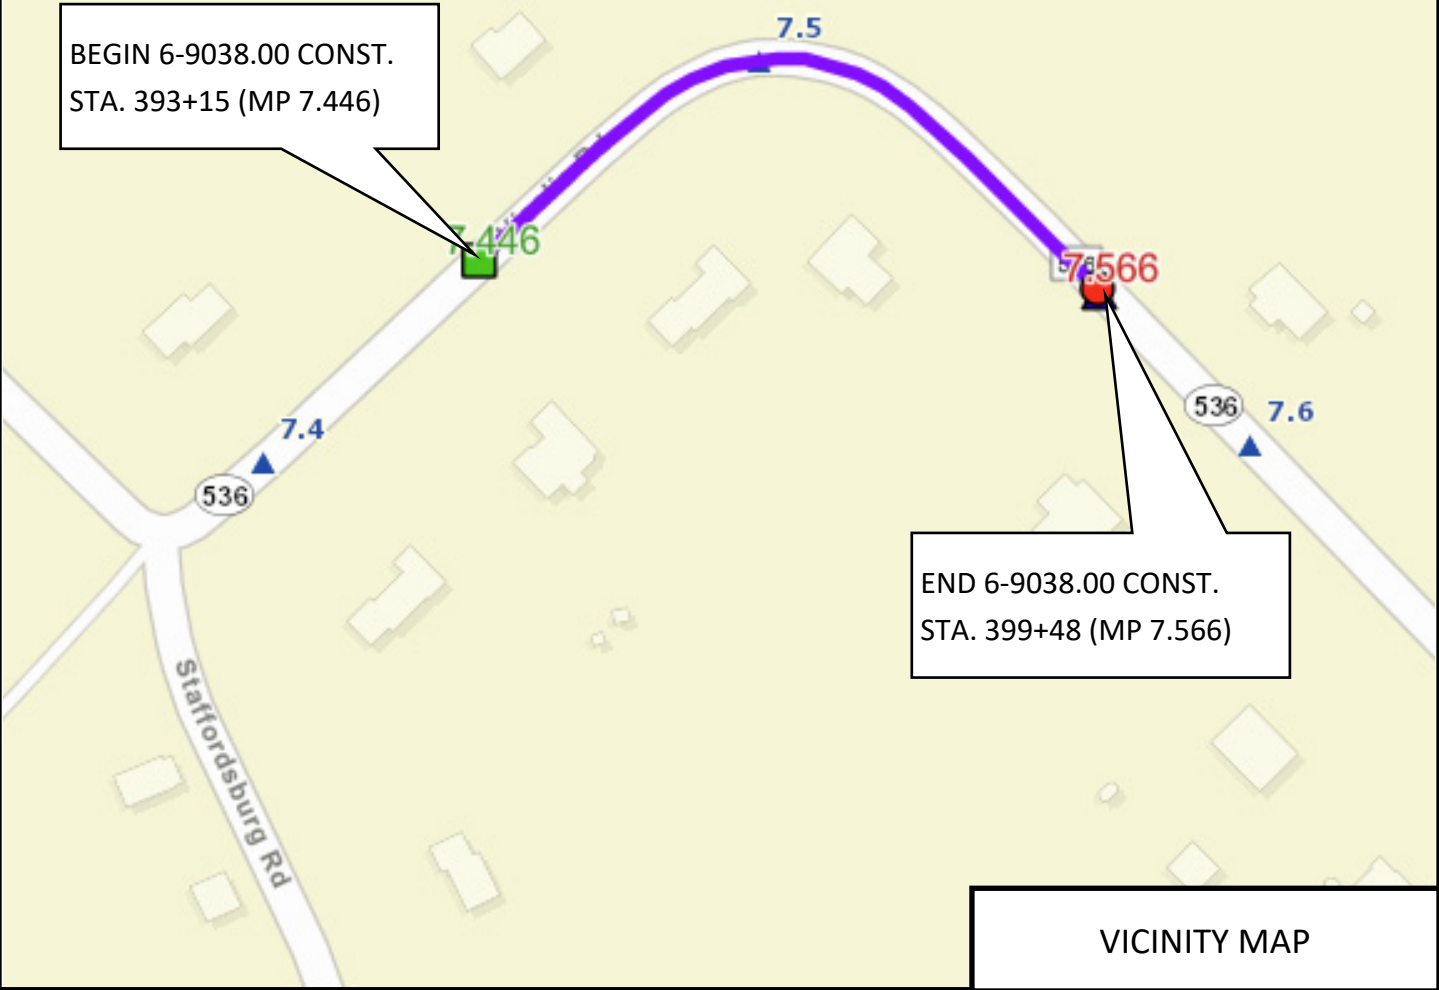 7.5
BEGIN 6-9038.00 CONST.
STA. 393+15 (MP 7.446)
7.446
7.566
7.4
536
536
7.6
END 6-9038.00 CONST.
STA. 399+48 (MP 7.566)
Staffordsburg Rd
VICINITY MAP